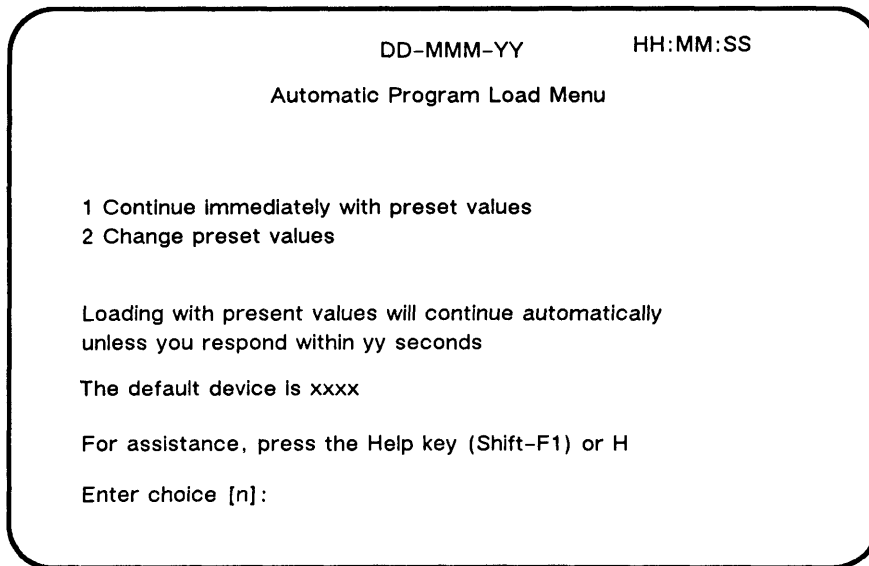 DD-MMM-YY HH:MM:SS
Automatic Program Load Menu
1 Continue immediately with preset values
2 Change preset values
Loading with present values will continue automatically
unless you respond within yy seconds
The default device is xxxx
For assistance, press the Help key (Shift-F1) or H
Enter choice [n]: